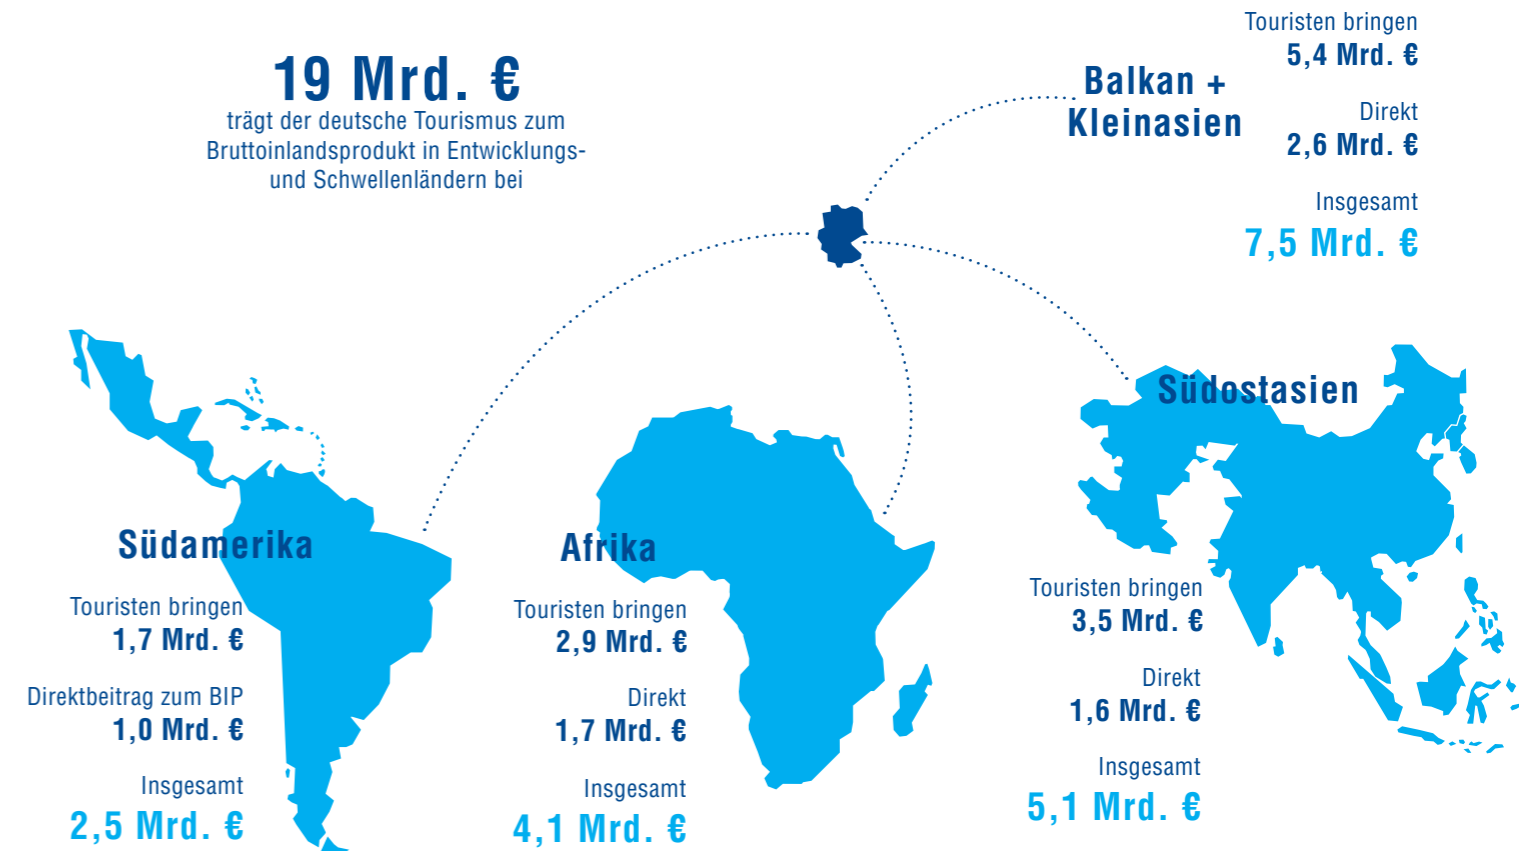 19 Mrd. €
trägt der deutsche Tourismus zum
Bruttoinlandsprodukt in Entwicklungs-
und Schwellenländern bei
Balkan +
Kleinasien
Touristen bringen
5,4 Mrd. €
Direkt
2,6 Mrd. €
Insgesamt
7,5 Mrd. €
Südamerika
Touristen bringen
1,7 Mrd. €
Direktbeitrag zum BIP
1,0 Mrd. €
Insgesamt
2,5 Mrd. €
Afrika
Touristen bringen
2,9 Mrd. €
Direkt
1,7 Mrd. €
Insgesamt
4,1 Mrd. €
Südostasien
Touristen bringen
3,5 Mrd. €
Direkt
1,6 Mrd. €
Insgesamt
5,1 Mrd. €